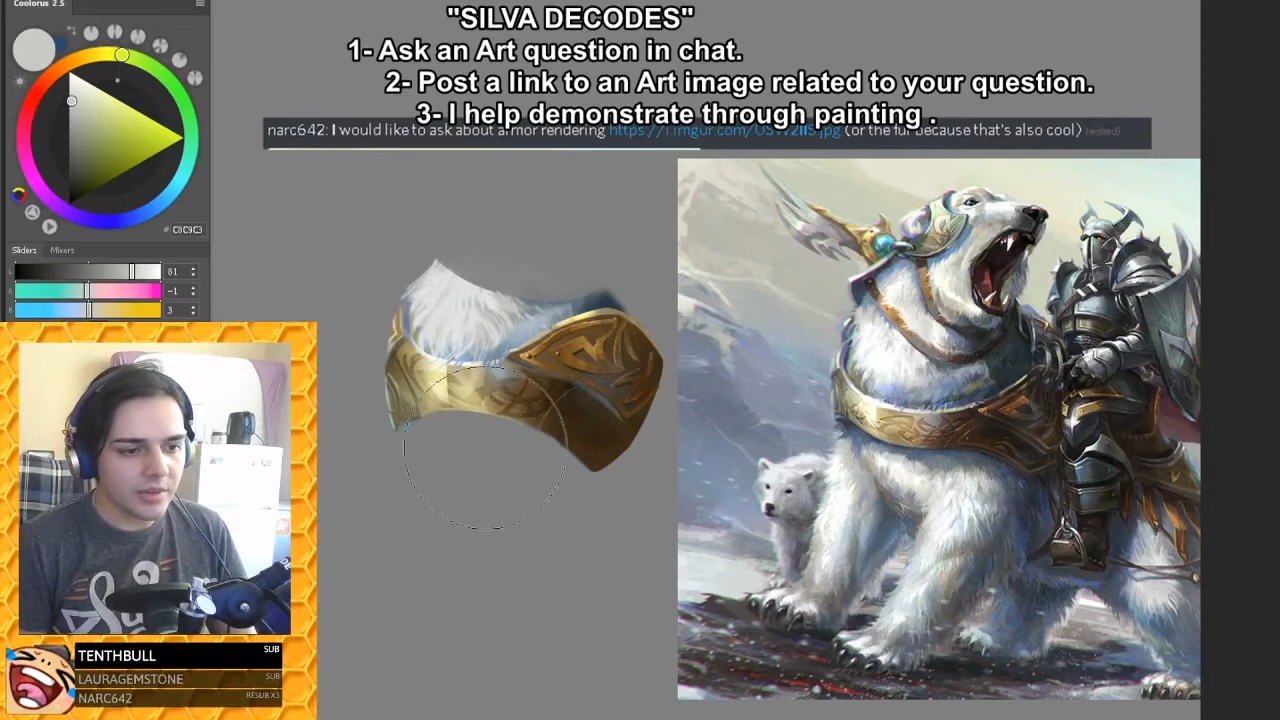 Coolorus 2.5
"SILVA DECODES"
1- Ask an Art question in chat.
2- Post a link to an Art image related to your question.
3- I help demonstrate through painting .
narc642: I would like to ask about armor rendering (or the fur because that's also cool) (edited)
# C8C9C3
Sliders Mixers
L 81
A -1
B 3
TENTHBULL SUB
LAURAGEMSTONE SUB
NARC642 RESUB X3